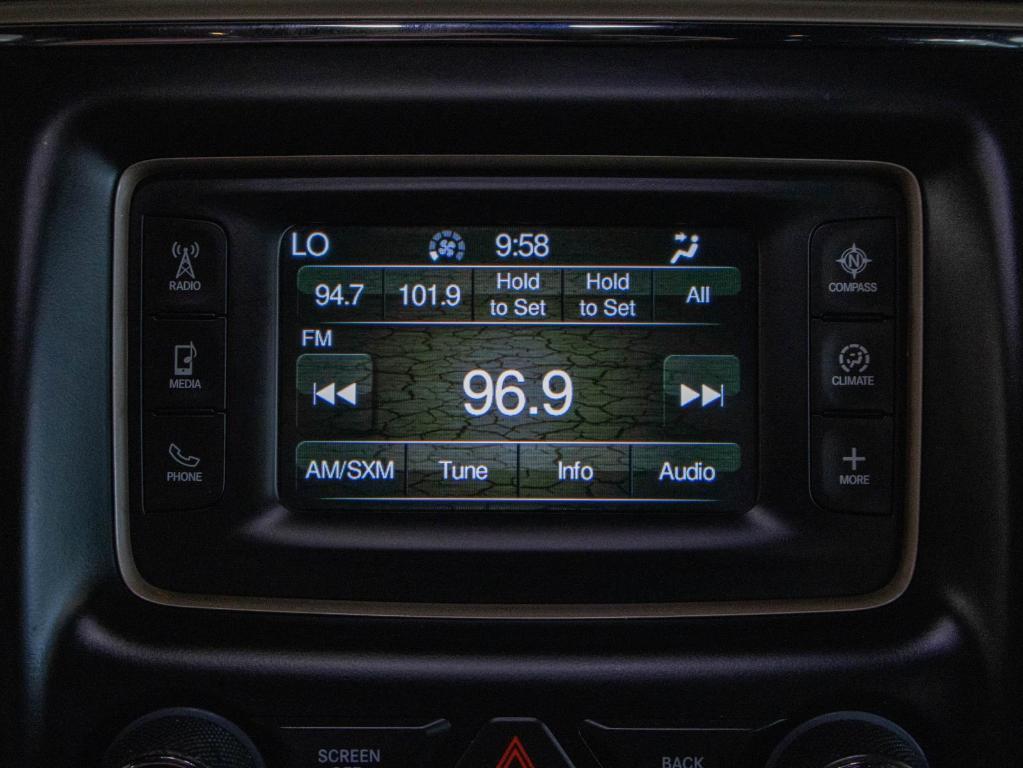 LO 9:58
94.7 101.9 Hold to Set Hold to Set All
FM
96.9
AM/SXM Tune Info Audio
RADIO
MEDIA
PHONE
N
COMPASS
CLIMATE
MORE
SCREEN
BACK